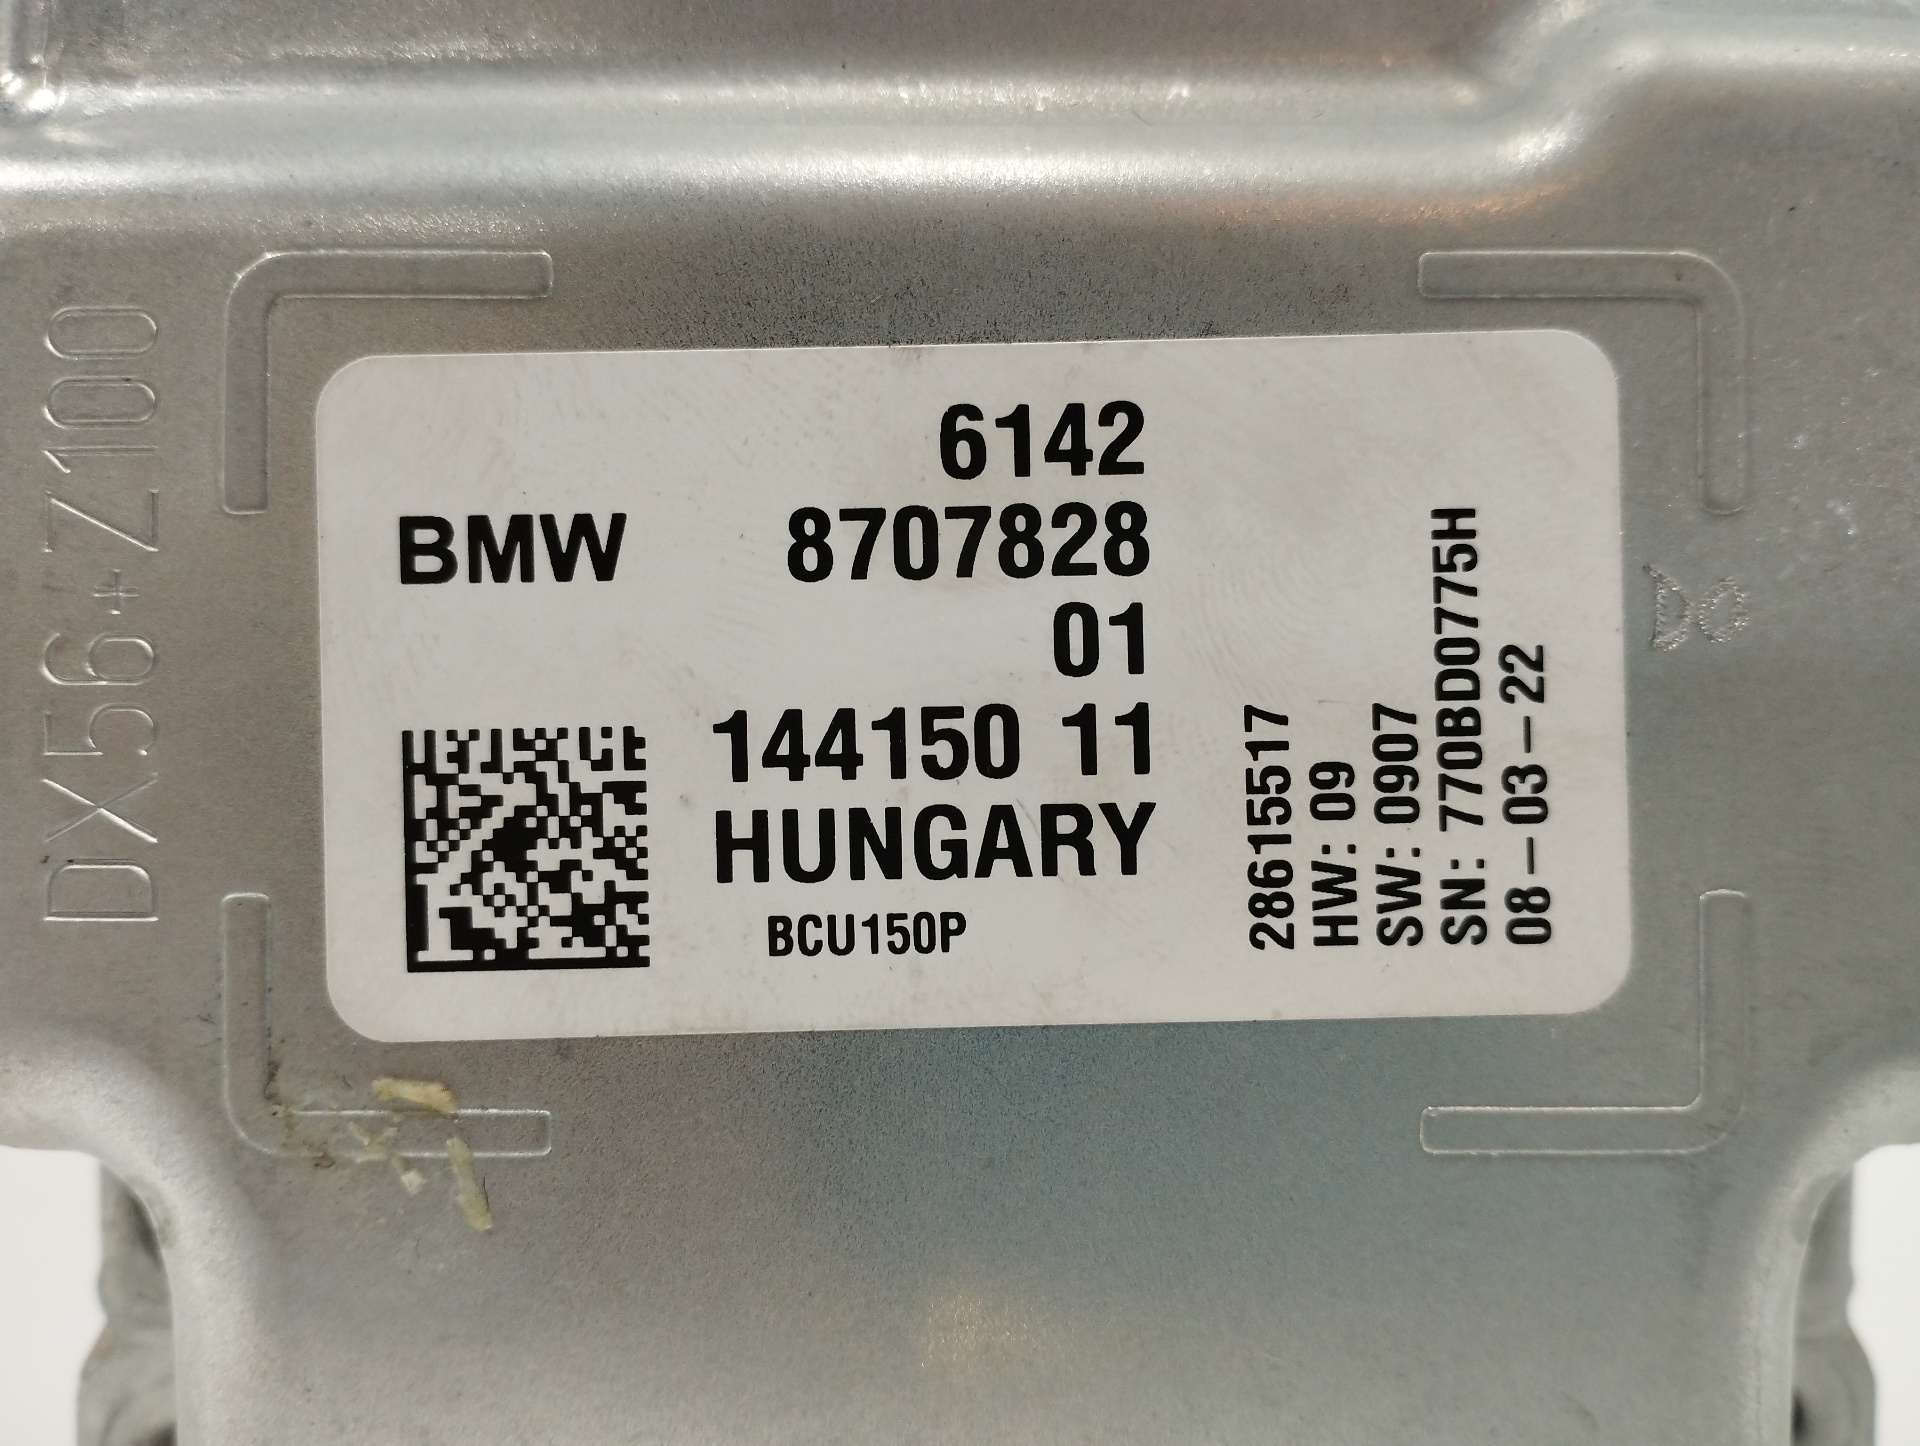 DX56+Z100
6142
BMW 8707828
01
144150 11
HUNGARY
BCU150P
28615517
HW: 09
SW: 0907
SN: 770BD0775H
08-03-22